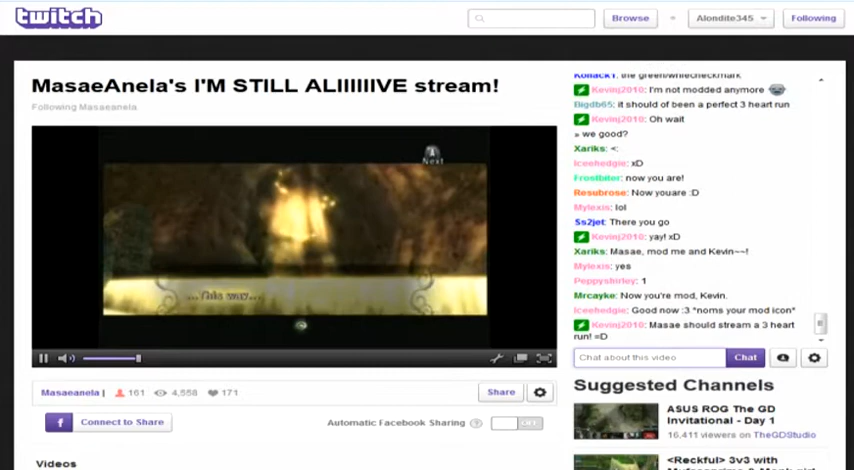 twitch
Browse
Alondite345
Following
MasaeAnela's I'M STILL ALIIIIIIVE stream!
Following Masaeanela
A
Next
...This way...
Kollack1: the green/white checkmark
Kevinj2010: I'm not modded anymore
Bigdb65: it should of been a perfect 3 heart run
Kevinj2010: Oh
wait
» we good?
Xariks: <:
Iceehedgie: xD
Frostbiter: now you are!
Resubrose: Now youare :D
Mylexis: lol
Ss2jet: There you
go
Kevinj2010: yay! xD
Xariks: Masae, mod me and Kevin~~!
Mylexis: yes
Peppyshirley: 1
Mrcayke: Now you're mod, Kevin.
Iceehedgie: Good now :3 *noms your mod icon*
Kevinj2010: Masae should stream a 3 heart
run! =D
Chat about this video
Chat
Masaeanela
161
4,558
171
Share
f Connect to Share
Automatic Facebook Sharing
?
OFF
Videos
Suggested Channels
ASUS ROG The GD
Invitational - Day 1
16,411 viewers on TheGDStudio
<Reckful> 3v3 with